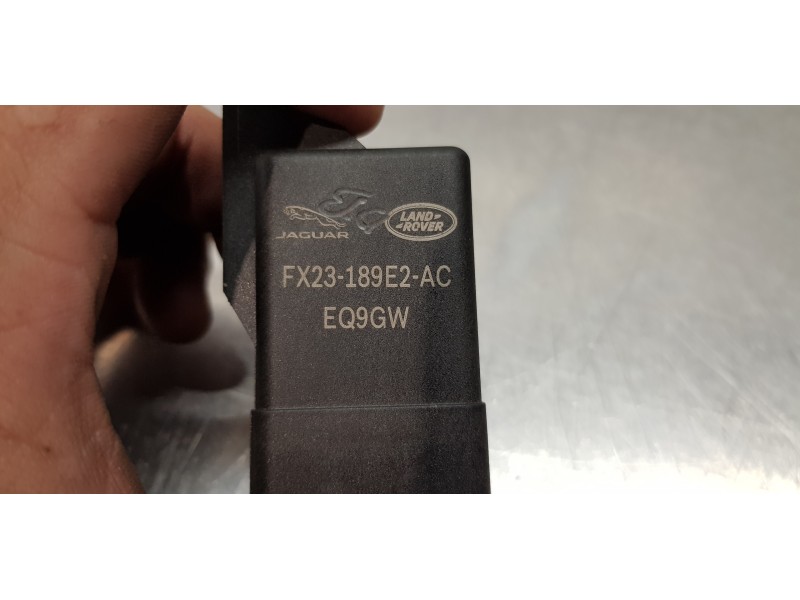 JAGUAR
LAND
ROVER
FX23-189E2-AC
EQ9GW